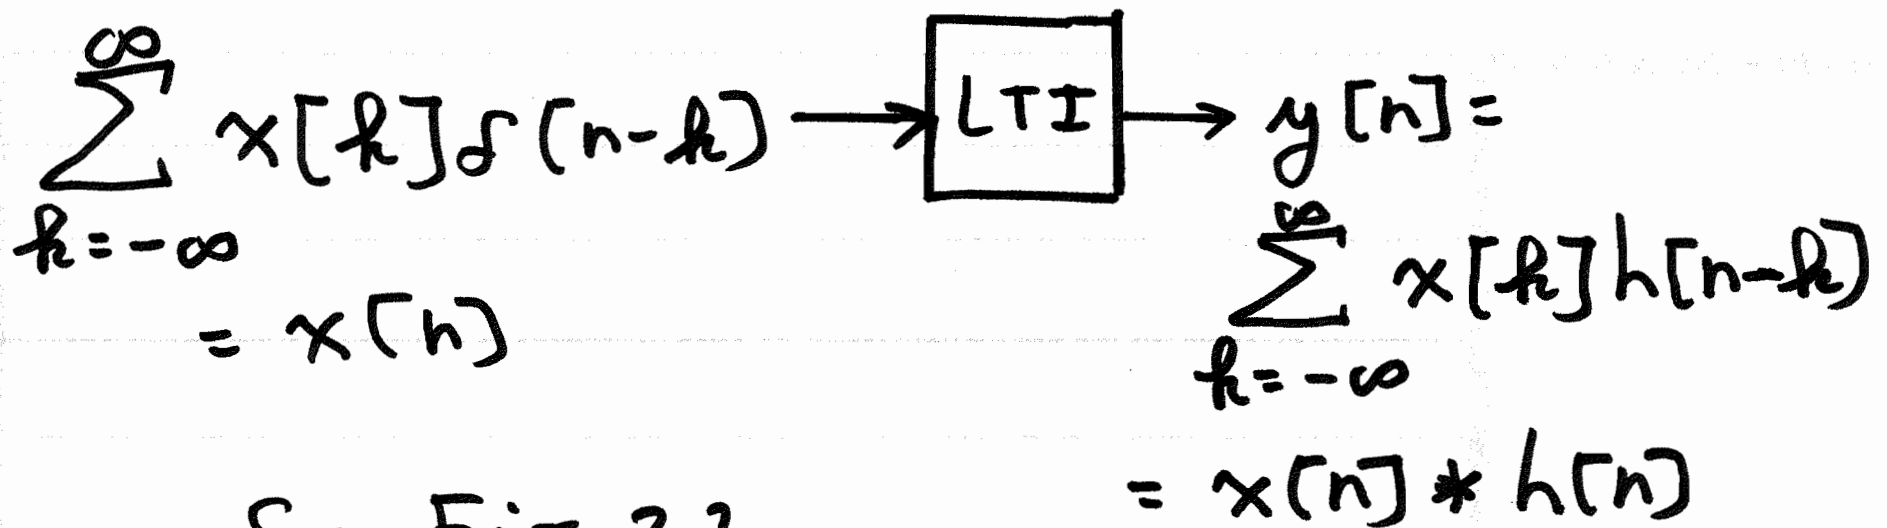 ∞
∑ x[k]δ(n-k) → LTI → y[n]=
k=-∞
= x[n]
∞
∑ x[k]h[n-k]
k=-∞
= x[n] * h[n]